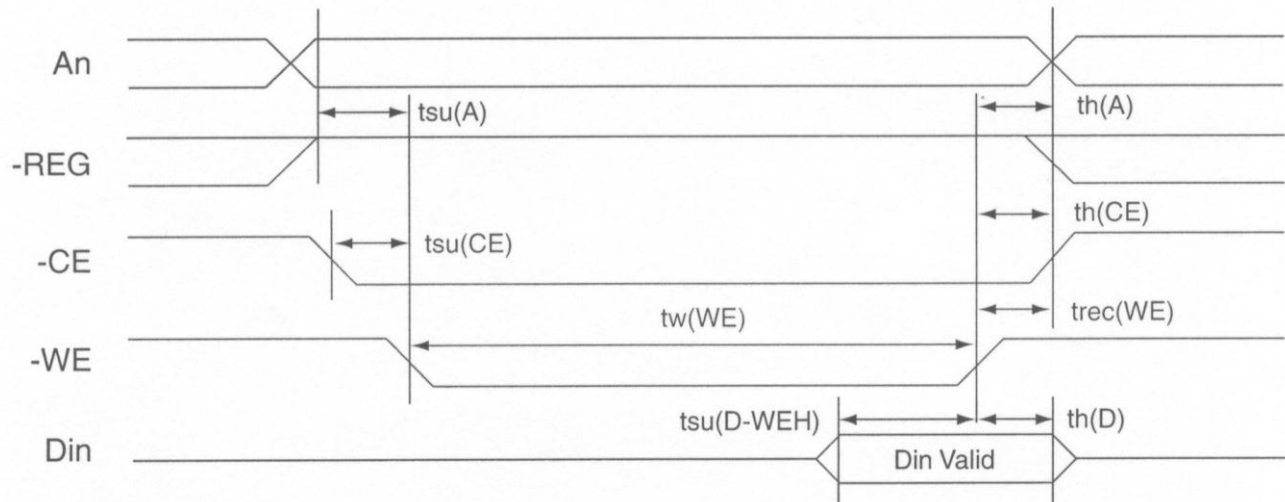 An
tsu(A)
th(A)
-REG
th(CE)
tsu(CE)
-CE
tw(WE)
trec(WE)
-WE
tsu(D-WEH)
th(D)
Din
Din Valid